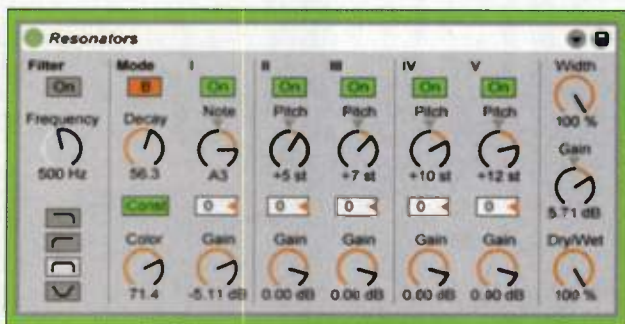 Resonators
Filter Mode I II III IV V Width
On B On On On On On
100 %
Frequency Decay Note Pitch Pitch Pitch Pitch
Gain
500 Hz 56.3 A3 +5 st +7 st +10 st +12 st
Const 0 0 0 0 0
5.71 dB
Color Gain Gain Gain Gain Gain Dry/Wet
71.4 -5.11 dB 0.00 dB 0.00 dB 0.00 dB 0.00 dB 100 %